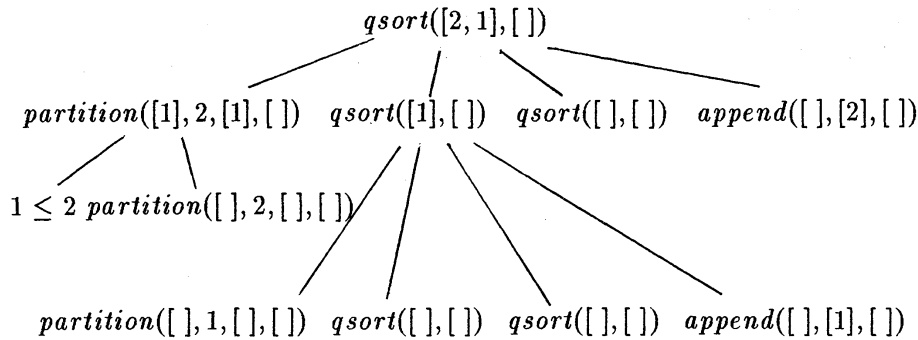 qsort([2, 1], [ ])
partition([1], 2, [1], [ ]) qsort([1], [ ]) qsort([ ], [ ]) append([ ], [2], [ ])
1 ≤ 2 partition([ ], 2, [ ], [ ])
partition([ ], 1, [ ], [ ]) qsort([ ], [ ]) qsort([ ], [ ]) append([ ], [1], [ ])